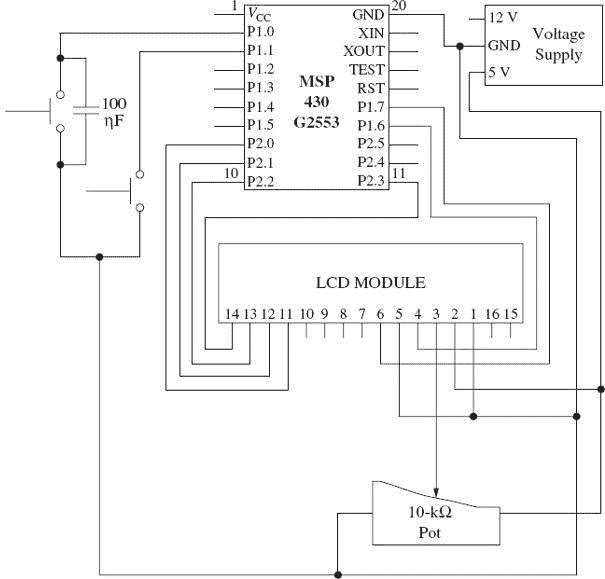 1
V_CC
P1.0
P1.1
P1.2
P1.3
P1.4
P1.5
P2.0
P2.1
10 P2.2
MSP
430
G2553
GND 20
XIN
XOUT
TEST
RST
P1.7
P1.6
P2.5
P2.4
P2.3 11
12 V
GND
5 V
Voltage
Supply
100
ηF
LCD MODULE
14 13 12 11 10 9 8 7 6 5 4 3 2 1 16 15
10-kΩ
Pot